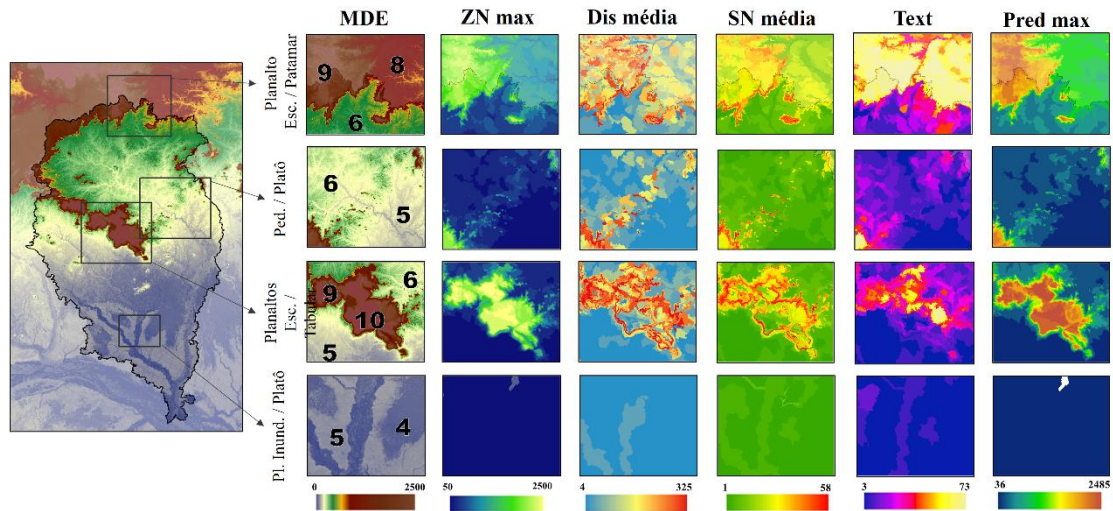 MDE
ZN max
Dis média
SN média
Text
Pred max
Planalto
Esc. / Patamar
9
8
6
Ped. / Platô
6
5
Planaltos
Esc. /
Tabular
9
6
10
5
Pl. Inund. / Platô
5
4
0
2500
50
2500
4
325
1
58
3
73
36
2485